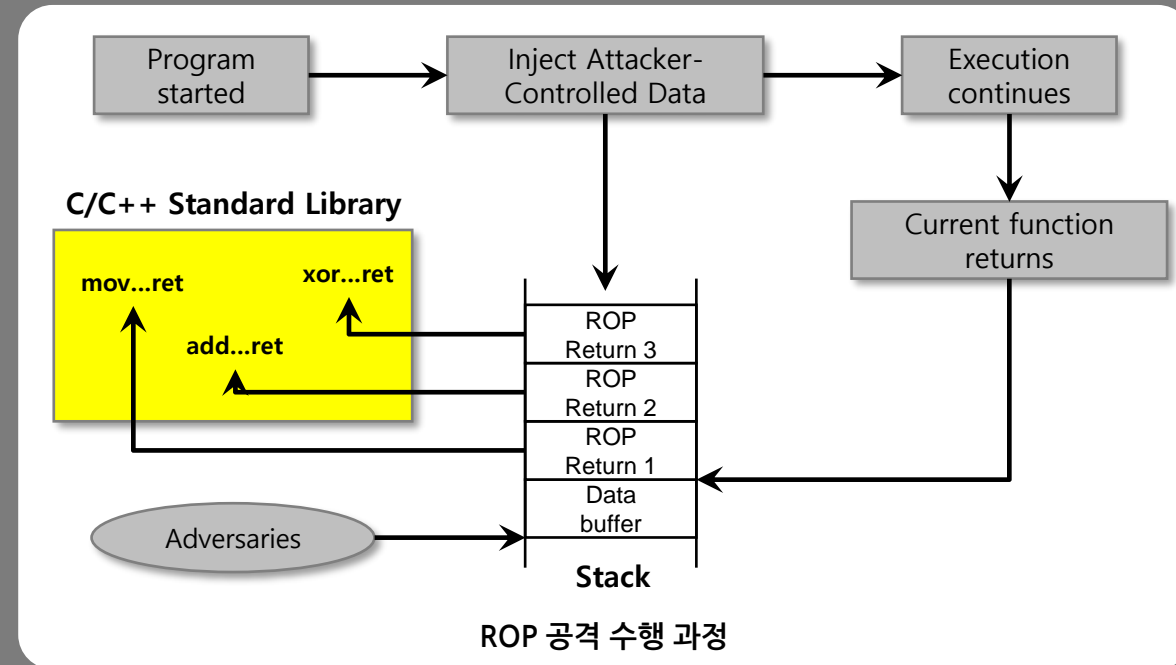 Program
started
Inject Attacker-
Controlled Data
Execution
continues
C/C++ Standard Library
Current function
returns
mov...ret
xor...ret
add...ret
ROP
Return 3
ROP
Return 2
ROP
Return 1
Data
buffer
Adversaries
Stack
ROP 공격 수행 과정